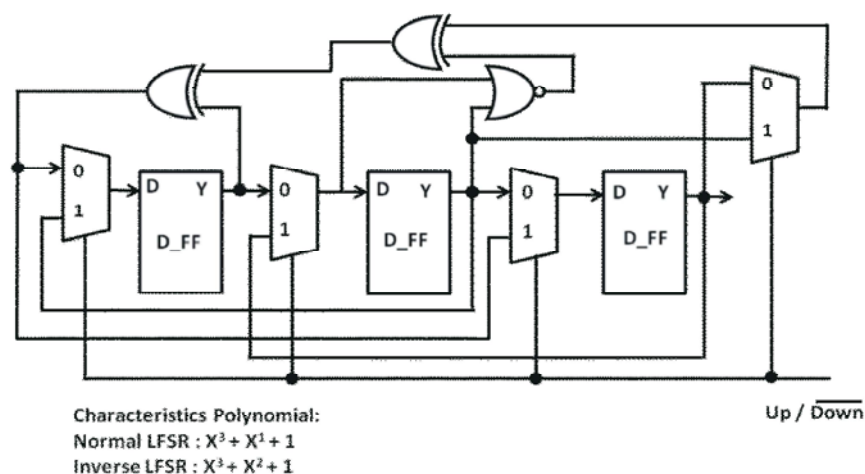 0
1
0
1
D Y
D_FF
0
1
D Y
D_FF
0
1
D Y
D_FF
Up / Down
Characteristics Polynomial:
Normal LFSR : X³ + X¹ + 1
Inverse LFSR : X³ + X² + 1